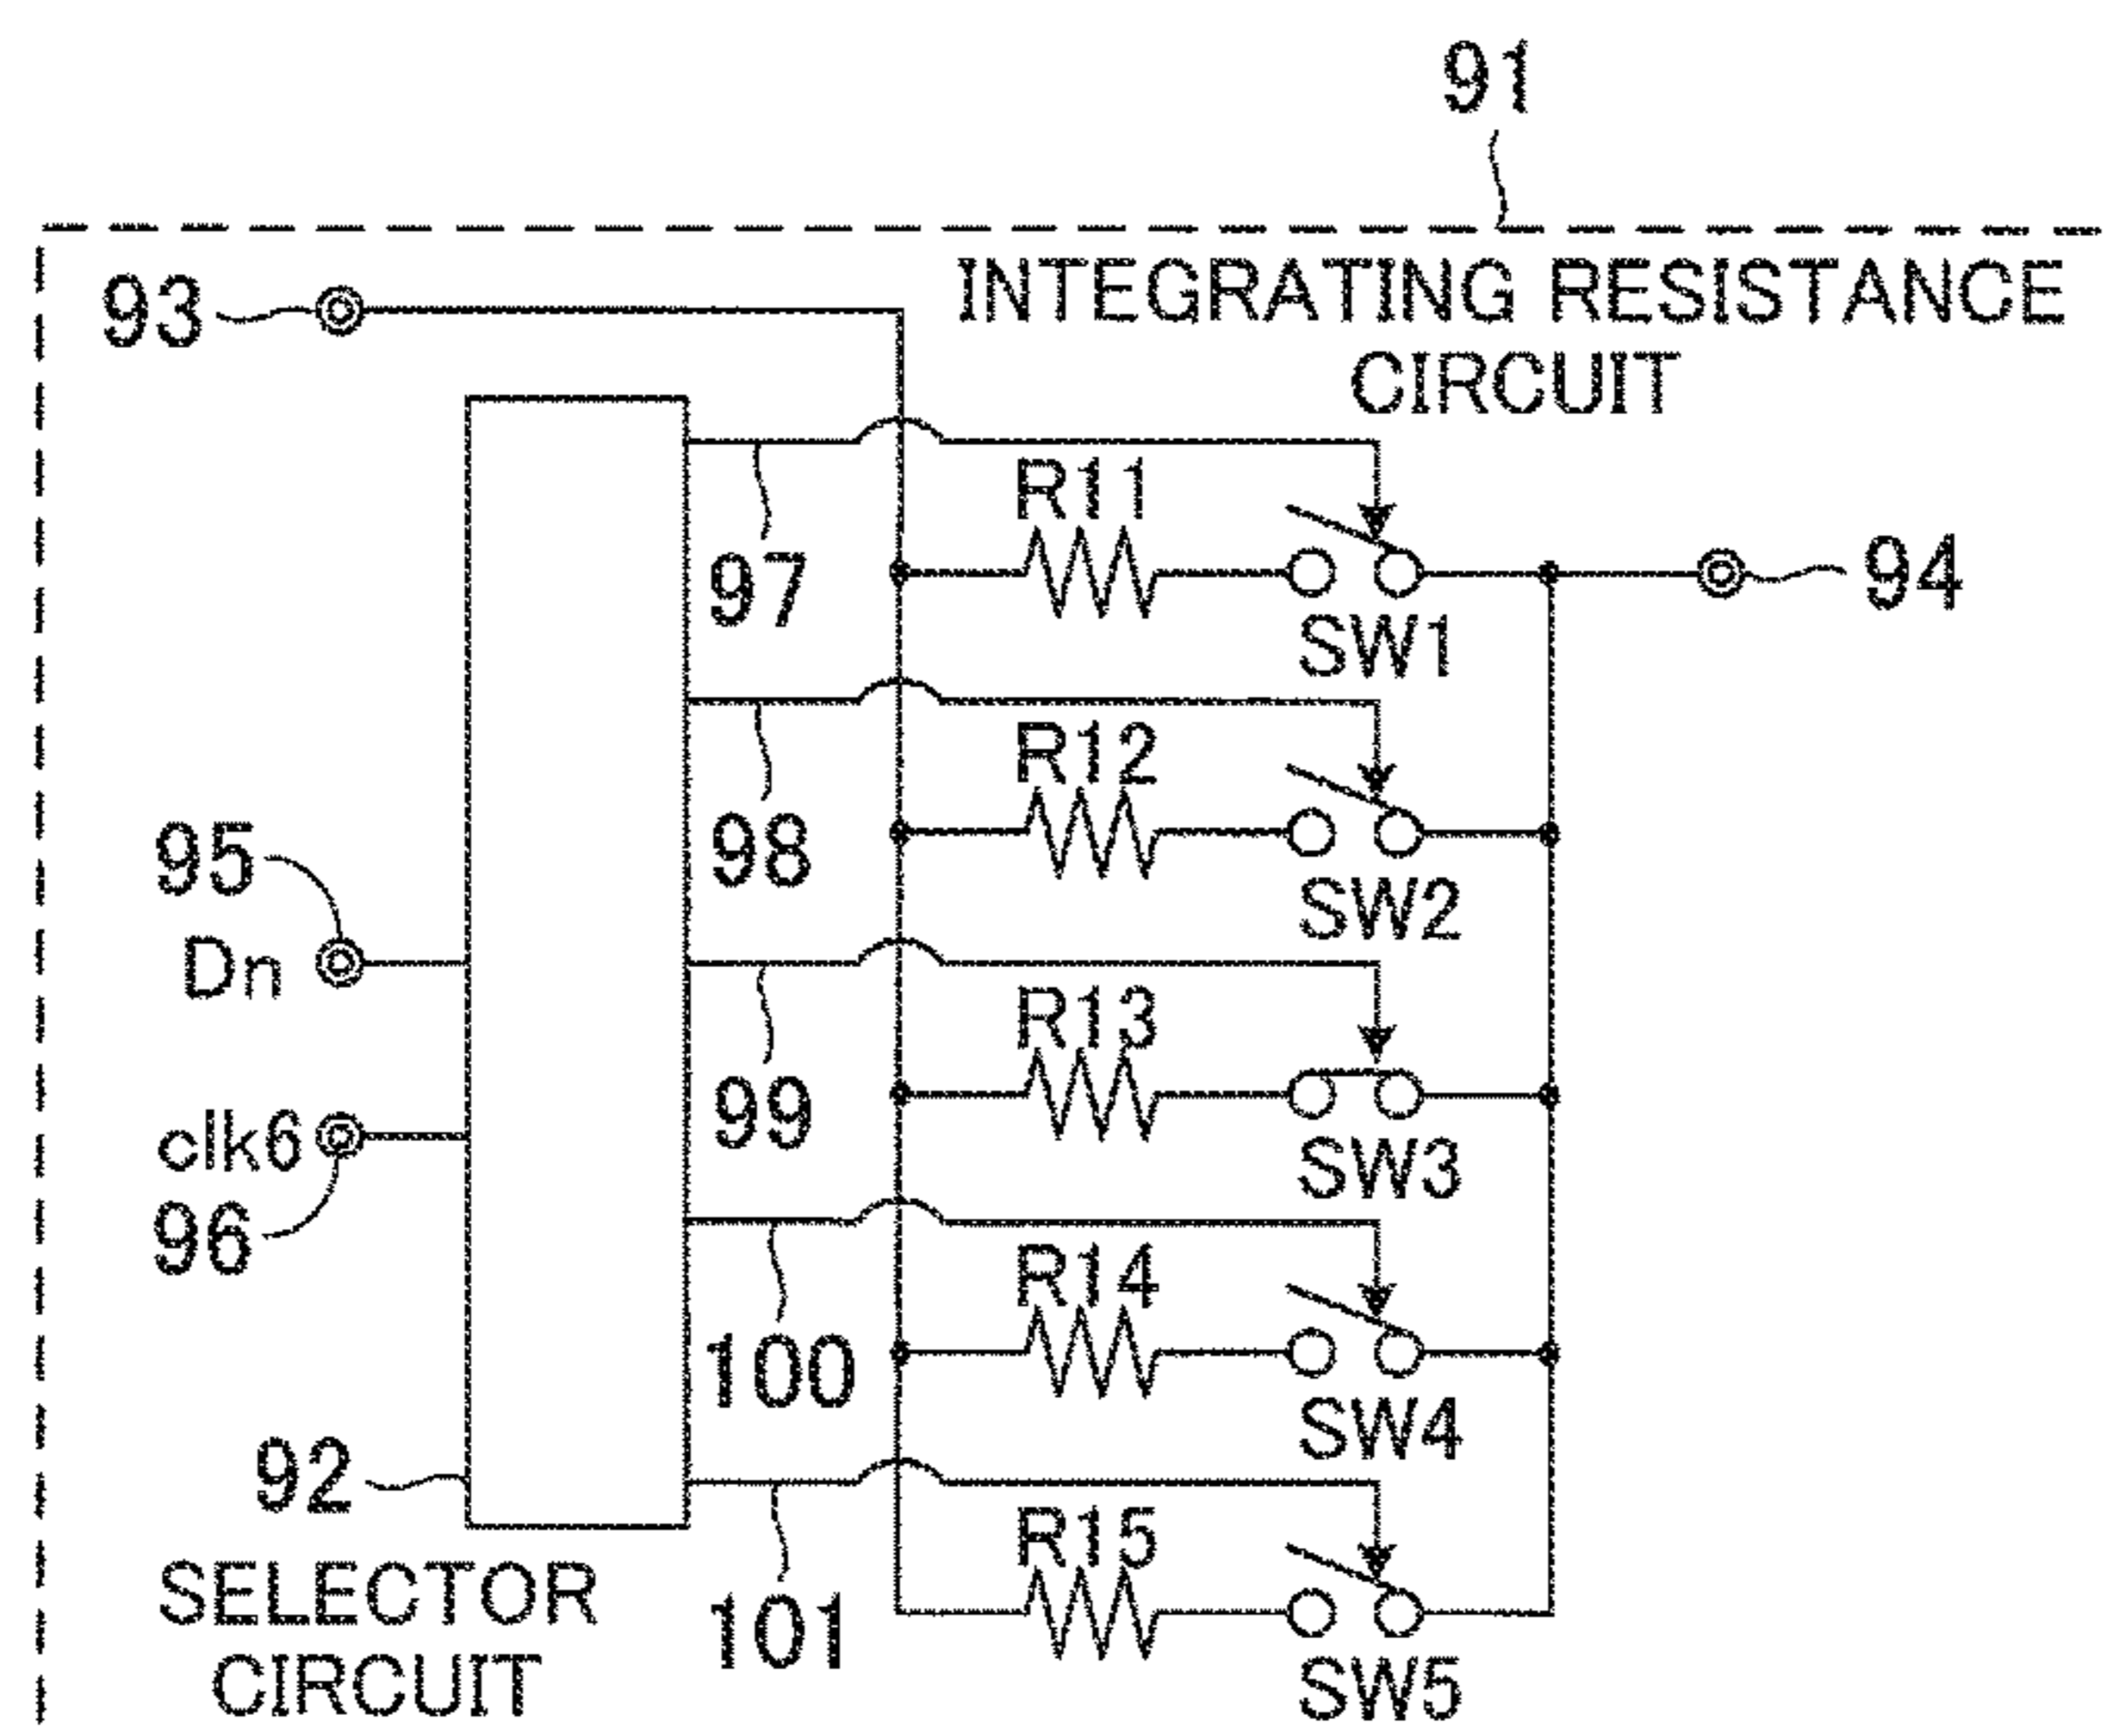 91
INTEGRATING RESISTANCE
CIRCUIT
93
R11
97
SW1
94
R12
98
SW2
95
Dn
R13
99
SW3
clk6
96
R14
100
SW4
92
SELECTOR
CIRCUIT
R15
101
SW5